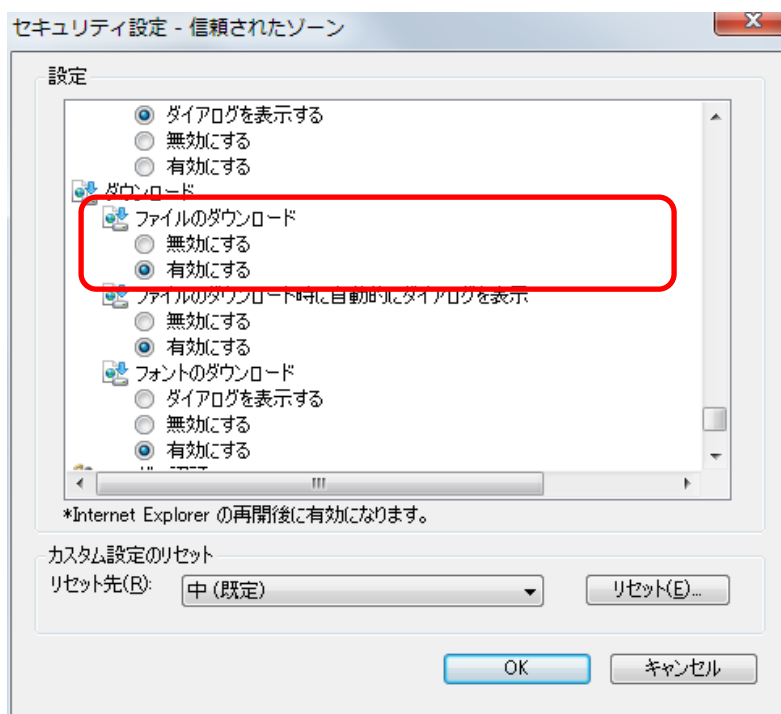 セキュリティ設定 - 信頼されたゾーン
設定
ダイアログを表示する
無効にする
有効にする
ダウンロード
ファイルのダウンロード
無効にする
有効にする
ファイルのダウンロード時に自動的にダイアログを表示
無効にする
有効にする
フォントのダウンロード
ダイアログを表示する
無効にする
有効にする
*Internet Explorer の再開後に有効になります。
カスタム設定のリセット
リセット先(R): 中 (既定) リセット(E)...
OK キャンセル